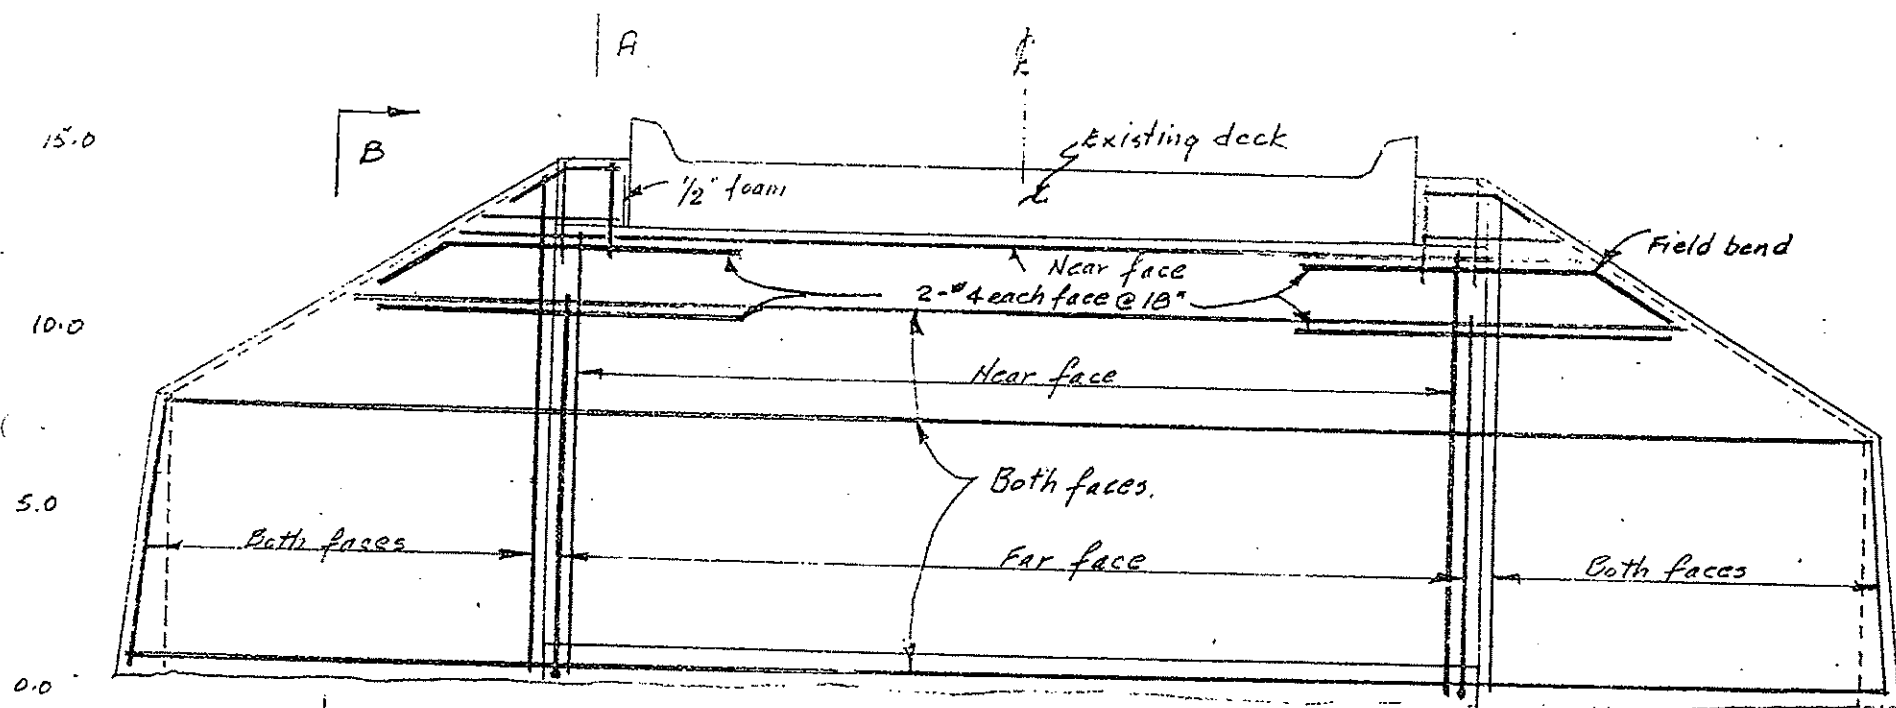 A
B
15.0
Existing deck
1/2" foam
Field bend
Near face
2-#4 each face @ 18"
10.0
Near face
Both faces.
5.0
Both faces
Far face
Both faces
0.0